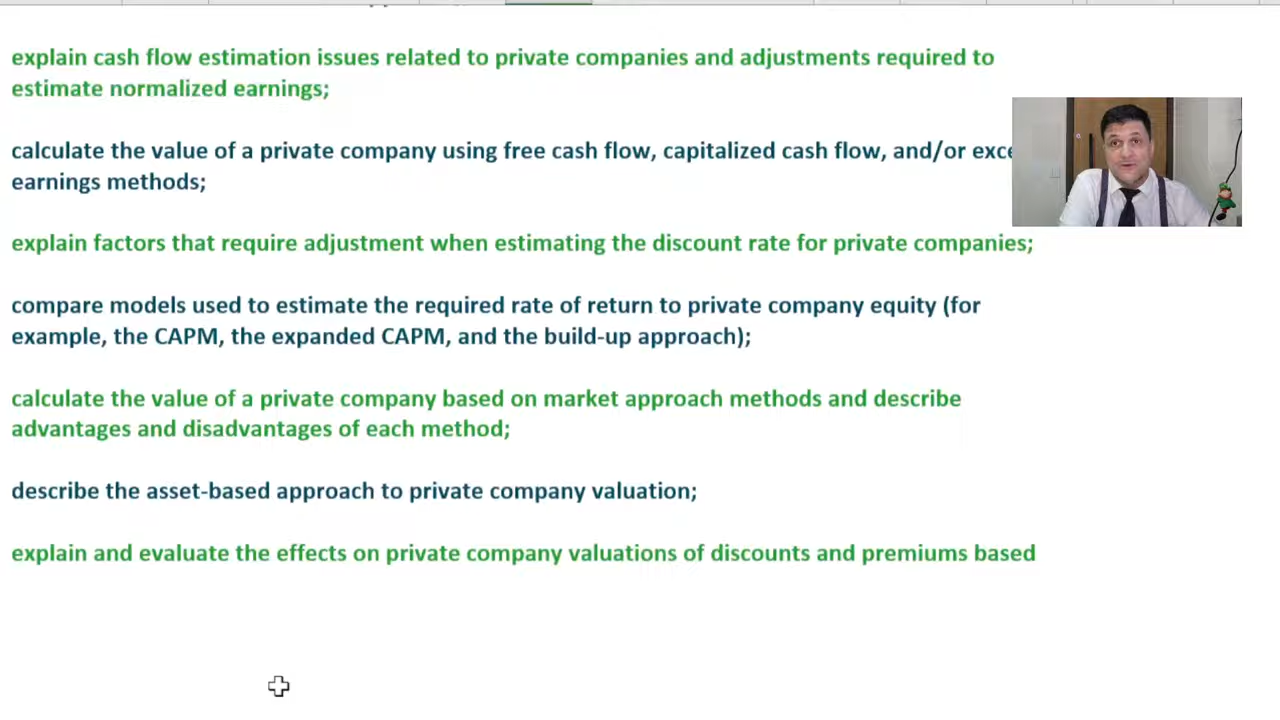 explain cash flow estimation issues related to private companies and adjustments required to
estimate normalized earnings;
calculate the value of a private company using free cash flow, capitalized cash flow, and/or
earnings methods;
explain factors that require adjustment when estimating the discount rate for private companies;
compare models used to estimate the required rate of return to private company equity (for
example, the CAPM, the expanded CAPM, and the build-up approach);
calculate the value of a private company based on market approach methods and describe
advantages and disadvantages of each method;
describe the asset-based approach to private company valuation;
explain and evaluate the effects on private company valuations of discounts and premiums based